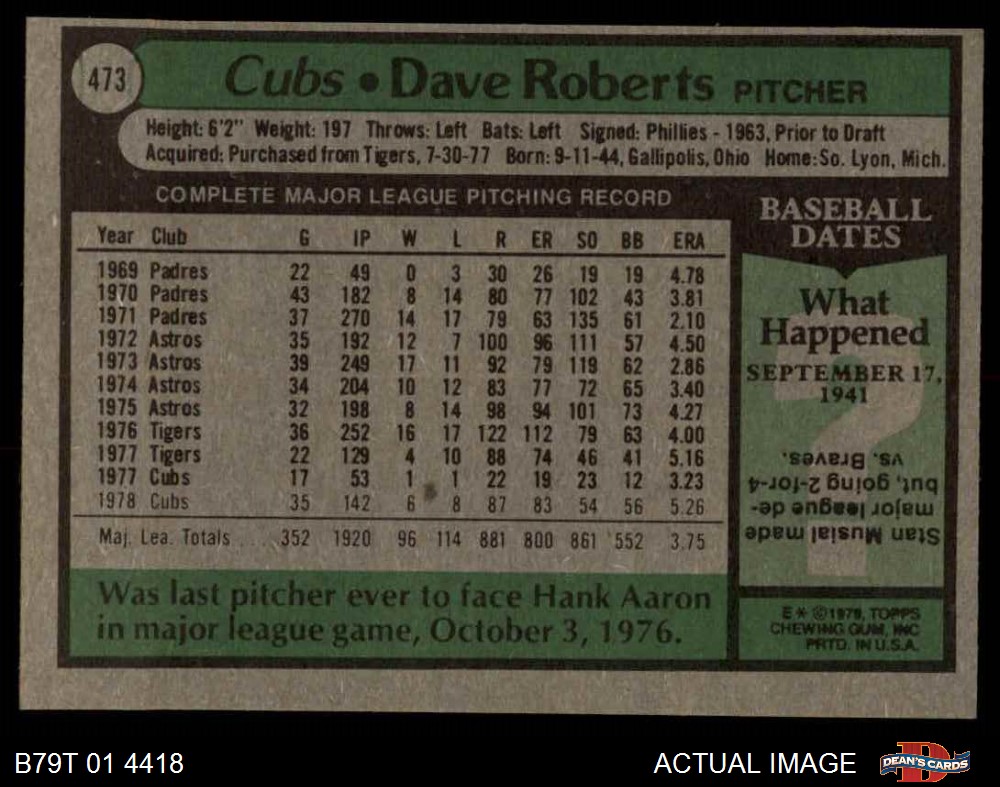 473
Cubs • Dave Roberts PITCHER
Height: 6'2" Weight: 197 Throws: Left Bats: Left Signed: Phillies - 1963, Prior to Draft
Acquired: Purchased from Tigers, 7-30-77 Born: 9-11-44, Gallipolis, Ohio Home: So. Lyon, Mich.
COMPLETE MAJOR LEAGUE PITCHING RECORD
Year Club G IP W L R ER SO BB ERA
1969 Padres 22 49 0 3 30 26 19 19 4.78
1970 Padres 43 182 8 14 80 77 102 43 3.81
1971 Padres 37 270 14 17 79 63 135 61 2.10
1972 Astros 35 192 12 7 100 96 111 57 4.50
1973 Astros 39 249 17 11 92 79 119 62 2.86
1974 Astros 34 204 10 12 83 77 72 65 3.40
1975 Astros 32 198 8 14 98 94 101 73 4.27
1976 Tigers 36 252 16 17 122 112 79 63 4.00
1977 Tigers 22 129 4 10 88 74 46 41 5.16
1977 Cubs 17 53 1 1 22 19 23 12 3.23
1978 Cubs 35 142 6 8 87 83 54 56 5.26
Maj. Lea. Totals .... 352 1920 96 114 881 800 861 552 3.75
Was last pitcher ever to face Hank Aaron
in major league game, October 3, 1976.
BASEBALL
DATES
What
Happened
SEPTEMBER 17,
1941
?
Stan Musial made
major league de-
but, going 2-for-4
vs. Braves.
E * © 1979, TOPPS
CHEWING GUM, INC
PRTD. IN U.S.A.
B79T 01 4418
ACTUAL IMAGE
D
DEAN'S CARDS